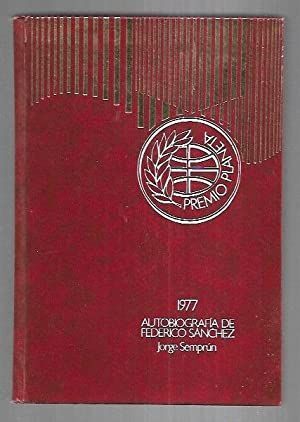 PREMIO PLANETA
1977
AUTOBIOGRAFÍA DE
FEDERICO SÁNCHEZ
Jorge Semprún